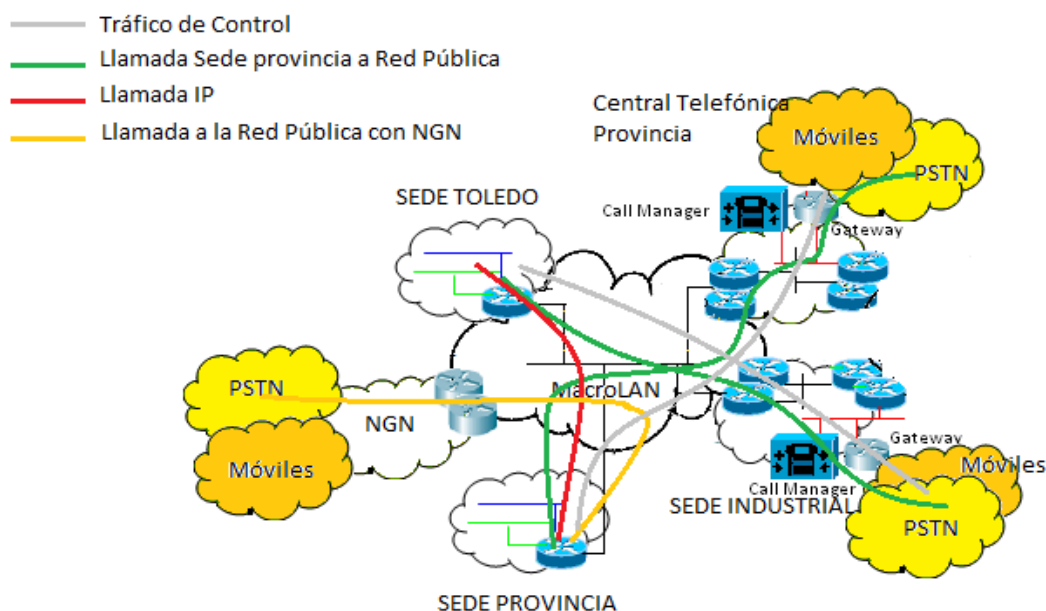 Tráfico de Control
Llamada Sede provincia a Red Pública
Llamada IP
Llamada a la Red Pública con NGN
Central Telefónica
Provincia
Móviles
PSTN
SEDE TOLEDO
Call Manager
Gateway
PSTN
NGN
MacroLAN
Móviles
Gateway
Móviles
Call Manager
SEDE INDUSTRIAL
PSTN
SEDE PROVINCIA